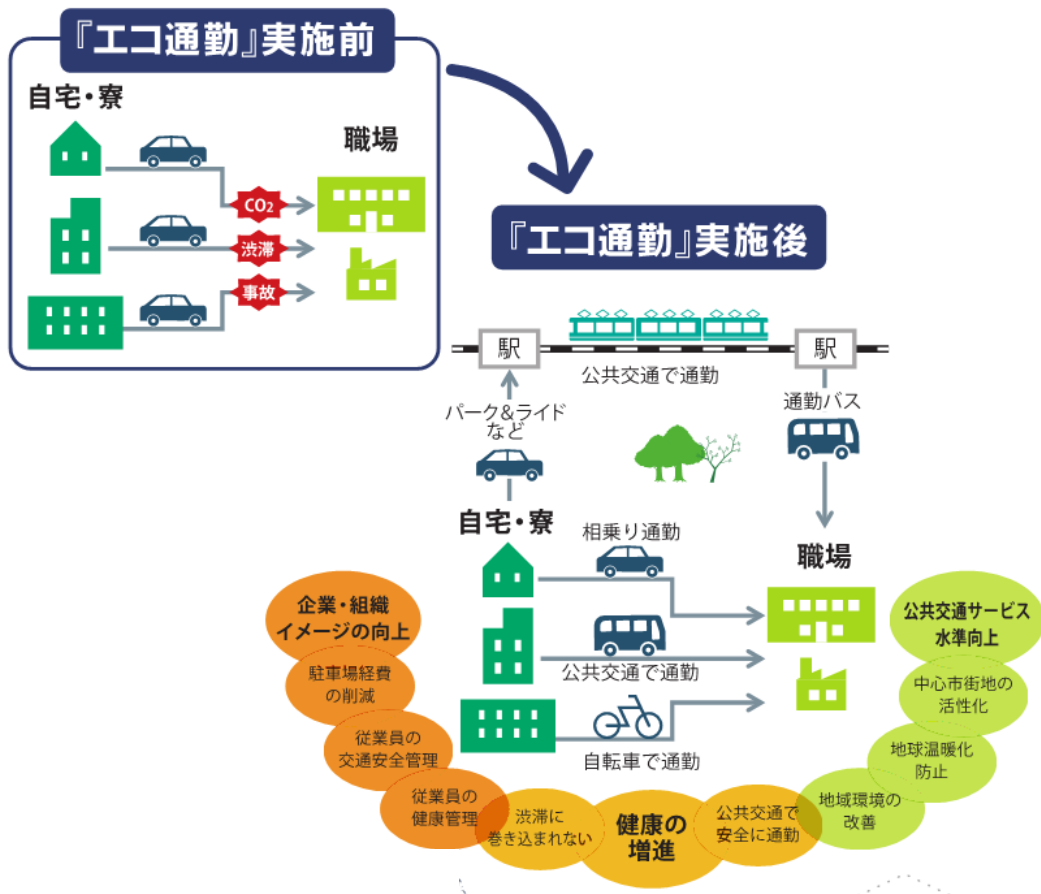 『エコ通勤』実施前
自宅・寮
職場
CO₂
渋滞
事故
『エコ通勤』実施後
駅
駅
公共交通で通勤
パーク&ライド
など
通勤バス
自宅・寮
相乗り通勤
職場
公共交通で通勤
自転車で通勤
企業・組織
イメージの向上
駐車場経費
の削減
従業員の
交通安全管理
従業員の
健康管理
渋滞に
巻き込まれない
健康の
増進
公共交通で
安全に通勤
地域環境の
改善
地球温暖化
防止
中心市街地の
活性化
公共交通サービス
水準向上